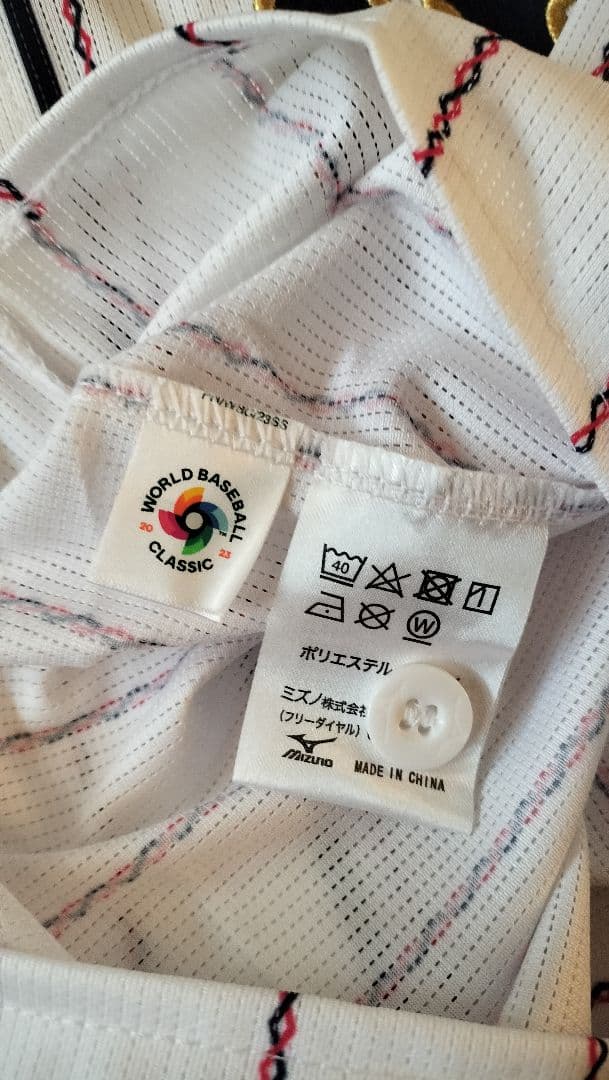 WORLD BASEBALL
20 23
CLASSIC
40
W
ポリエステル
ミズノ株式会
(フリーダイヤル)
MIZUNO
MADE IN CHINA